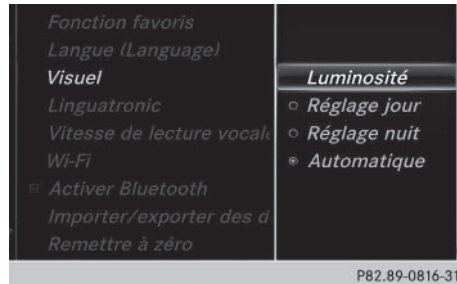 Fonction favoris
Langue (Language)
Visuel
Linguatronic
Vitesse de lecture vocale
Wi-Fi
Activer Bluetooth
Importer/exporter des d
Remettre à zéro
Luminosité
Réglage jour
Réglage nuit
Automatique
P82.89-0816-31